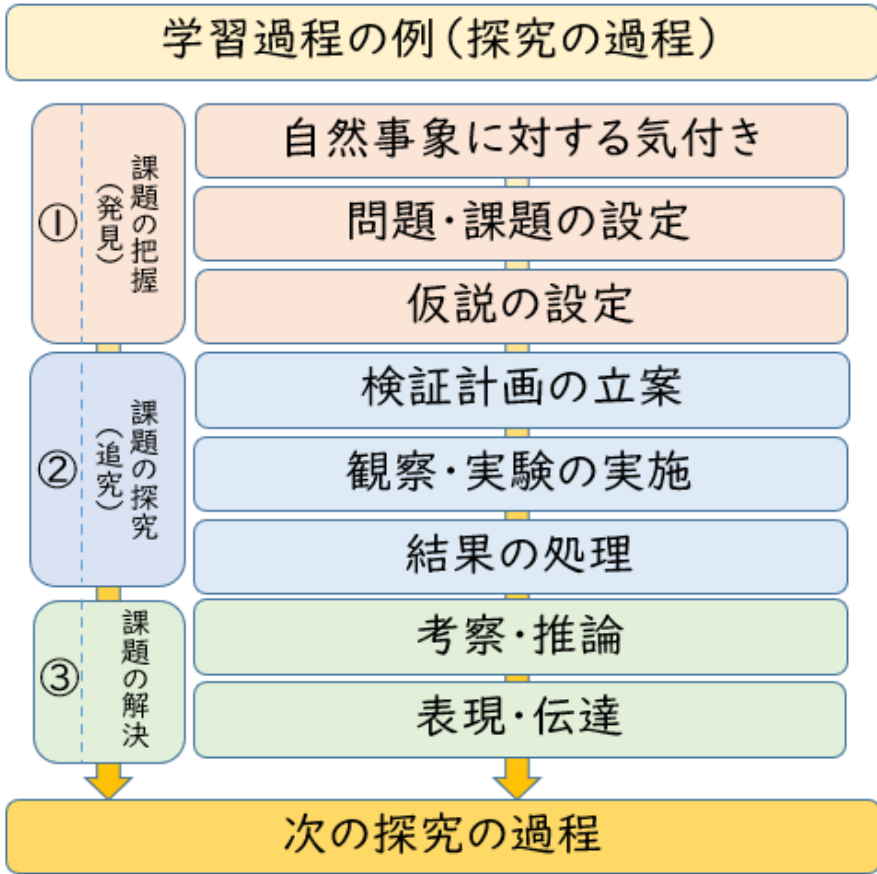 学習過程の例(探究の過程)
①
課題の把握
(発見)
自然事象に対する気付き
問題・課題の設定
仮説の設定
②
課題の探究
(追究)
検証計画の立案
観察・実験の実施
結果の処理
③
課題の解決
考察・推論
表現・伝達
次の探究の過程